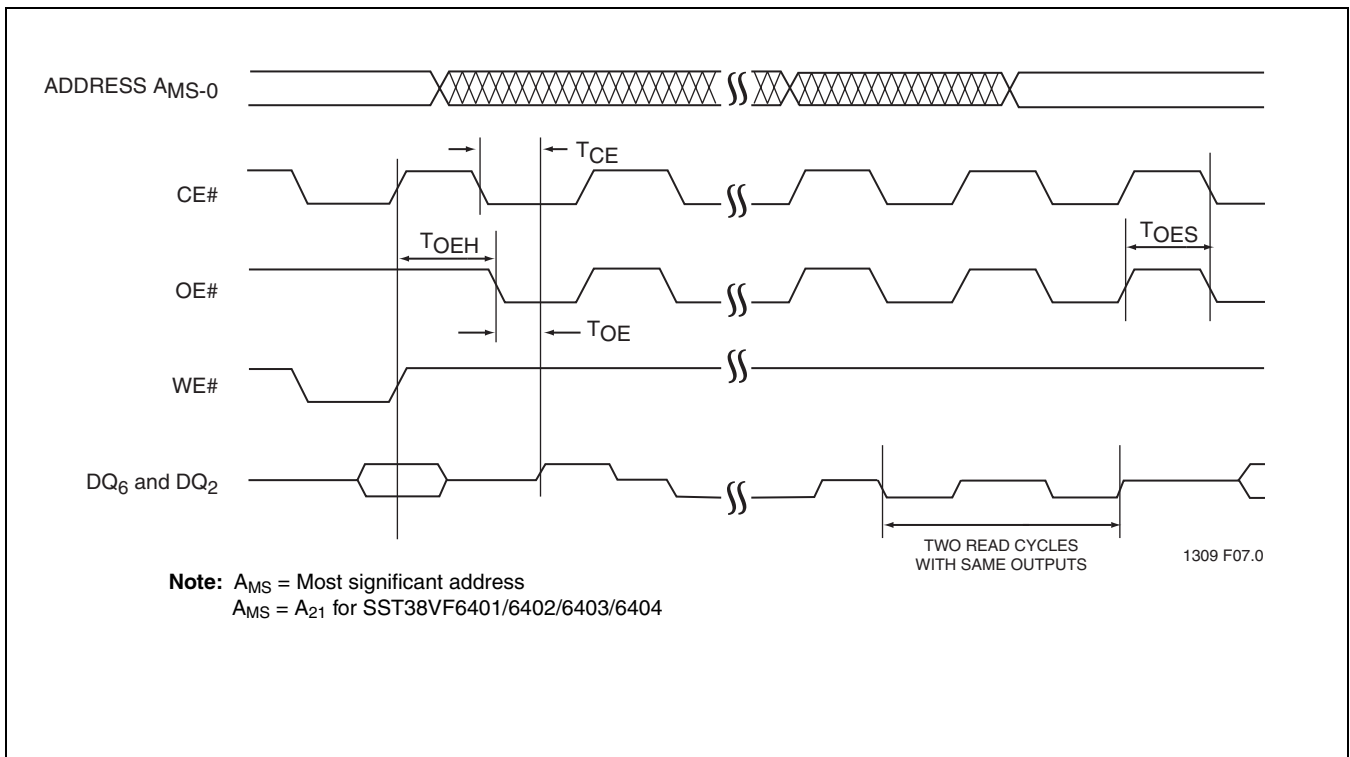 ADDRESS AMS-0
TCE
CE#
TOEH
TOES
OE#
TOE
WE#
DQ6 and DQ2
TWO READ CYCLES
WITH SAME OUTPUTS
1309 F07.0
Note: AMS = Most significant address
AMS = A21 for SST38VF6401/6402/6403/6404